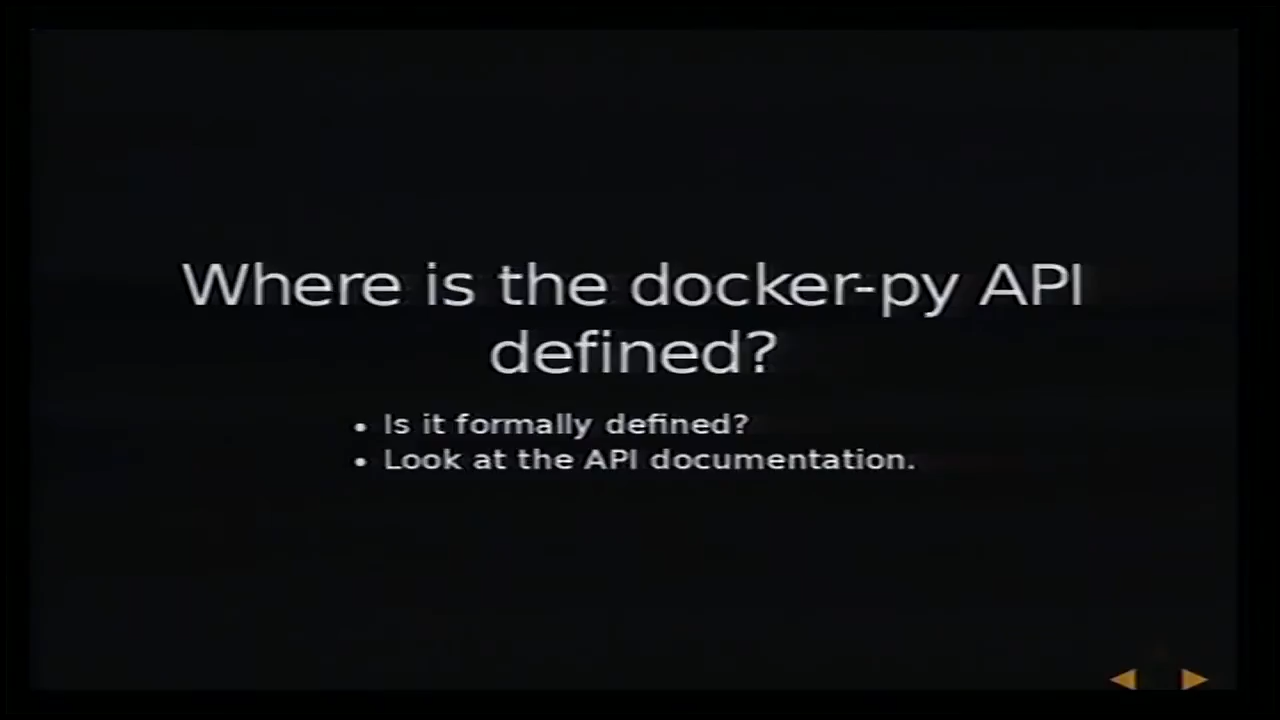 Where is the docker-py API
defined?
• Is it formally defined?
• Look at the API documentation.